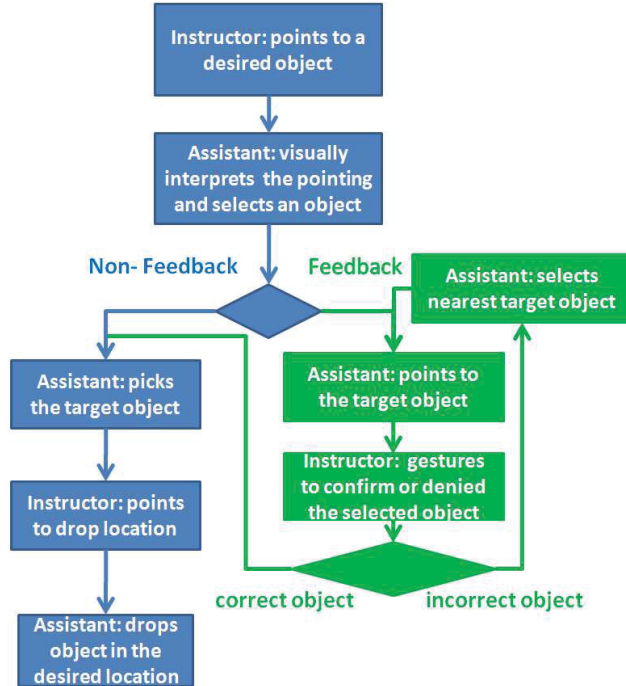 Instructor: points to a
desired object
Assistant: visually
interprets the pointing
and selects an object
Non- Feedback
Feedback
Assistant: selects
nearest target object
Assistant: picks
the target object
Assistant: points to
the target object
Instructor: gestures
to confirm or denied
the selected object
Instructor: points
to drop location
correct object
incorrect object
Assistant: drops
object in the
desired location